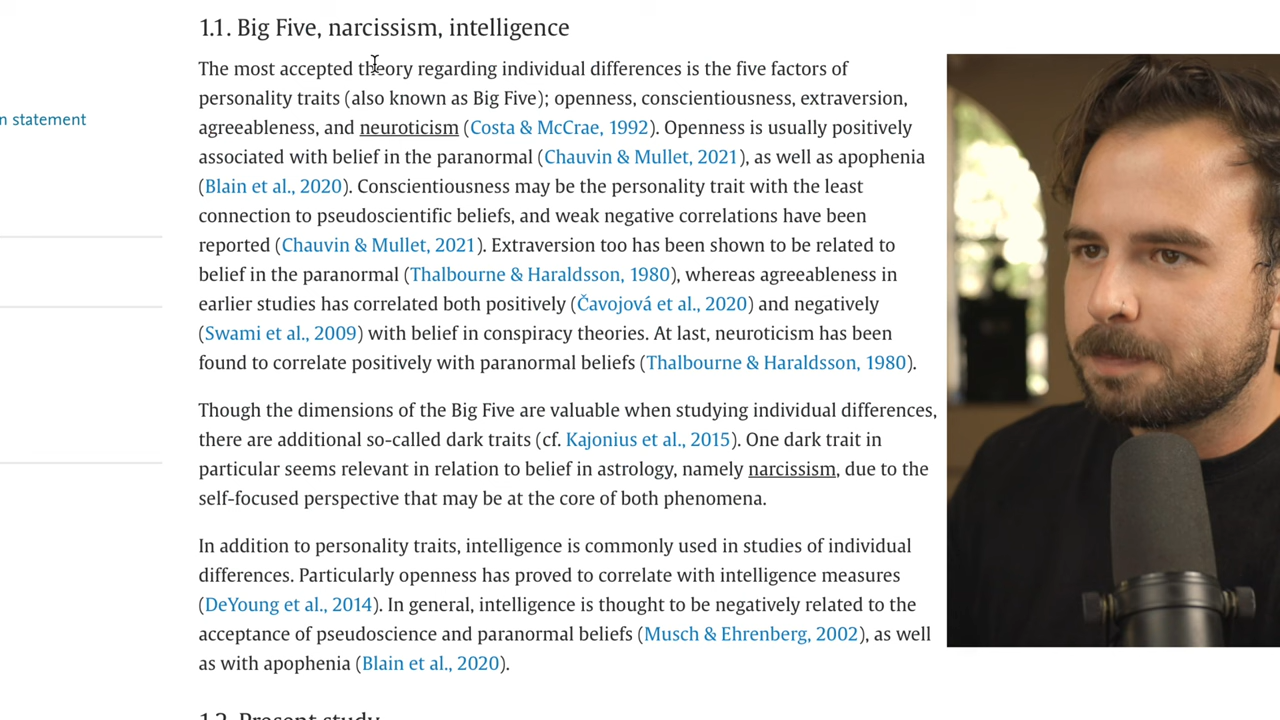 1.1. Big Five, narcissism, intelligence
The most accepted theory regarding individual differences is the five factors of
personality traits (also known as Big Five); openness, conscientiousness, extraversion,
n statement
agreeableness, and neuroticism (Costa & McCrae, 1992). Openness is usually positively
associated with belief in the paranormal (Chauvin & Mullet, 2021), as well as apophenia
(Blain et al., 2020). Conscientiousness may be the personality trait with the least
connection to pseudoscientific beliefs, and weak negative correlations have been
reported (Chauvin & Mullet, 2021). Extraversion too has been shown to be related to
belief in the paranormal (Thalbourne & Haraldsson, 1980), whereas agreeableness in
earlier studies has correlated both positively (Čavojová et al., 2020) and negatively
(Swami et al., 2009) with belief in conspiracy theories. At last, neuroticism has been
found to correlate positively with paranormal beliefs (Thalbourne & Haraldsson, 1980).
Though the dimensions of the Big Five are valuable when studying individual differences,
there are additional so-called dark traits (cf. Kajonius et al., 2015). One dark trait in
particular seems relevant in relation to belief in astrology, namely narcissism, due to the
self-focused perspective that may be at the core of both phenomena.
In addition to personality traits, intelligence is commonly used in studies of individual
differences. Particularly openness has proved to correlate with intelligence measures
(DeYoung et al., 2014). In general, intelligence is thought to be negatively related to the
acceptance of pseudoscience and paranormal beliefs (Musch & Ehrenberg, 2002), as well
as with apophenia (Blain et al., 2020).
1.2. Present study